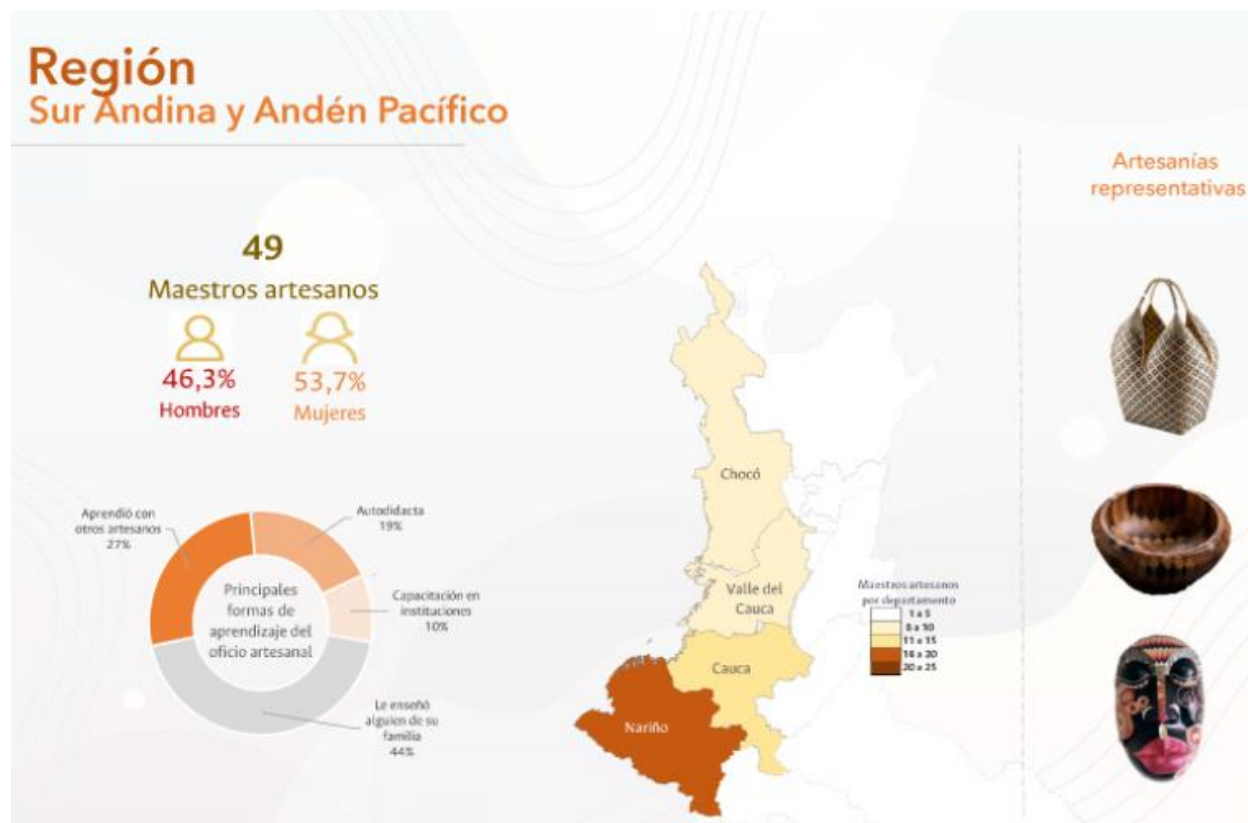 Región
Sur Andina y Andén Pacífico
49
Maestros artesanos
46,3%
Hombres
53,7%
Mujeres
Aprendió con
otros artesanos
27%
Autodidacta
19%
Capacitación en
instituciones
10%
Le enseñó
alguien de su
familia
44%
Principales
formas de
aprendizaje del
oficio artesanal
Chocó
Valle del
Cauca
Cauca
Nariño
Maestros artesanos
por departamento
1 a 5
6 a 10
11 a 15
16 a 20
20 a 25
Artesanías
representativas